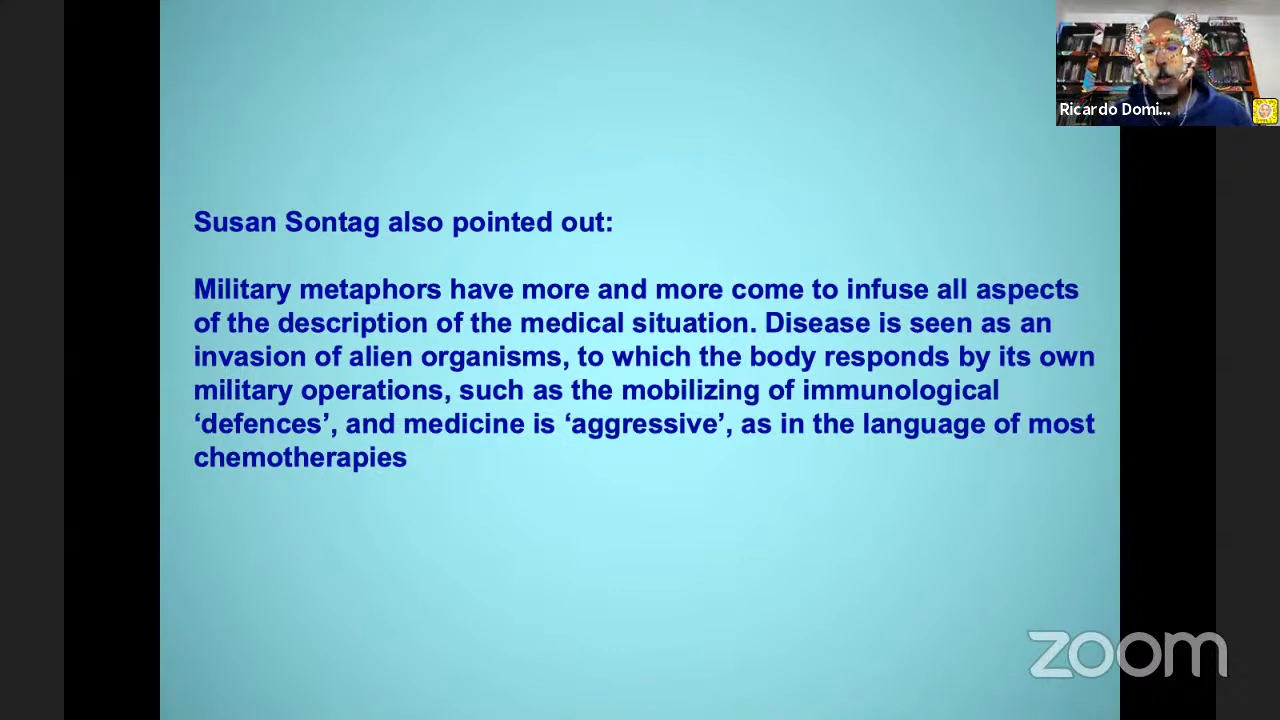 Ricardo Domi...
Susan Sontag also pointed out:
Military metaphors have more and more come to infuse all aspects
of the description of the medical situation. Disease is seen as an
invasion of alien organisms, to which the body responds by its own
military operations, such as the mobilizing of immunological
‘defences’, and medicine is ‘aggressive’, as in the language of most
chemotherapies
zoom